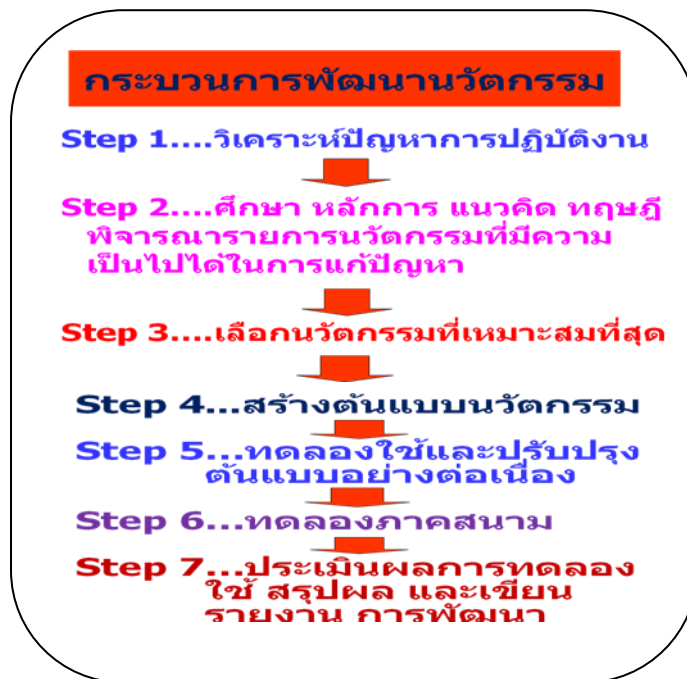 กระบวนการพัฒนานวัตกรรม
Step 1....วิเคราะห์ปัญหาการปฏิบัติงาน
Step 2....ศึกษา หลักการ แนวคิด ทฤษฎี
พิจารณารายการนวัตกรรมที่มีความ
เป็นไปได้ในการแก้ปัญหา
Step 3....เลือกนวัตกรรมที่เหมาะสมที่สุด
Step 4...สร้างต้นแบบนวัตกรรม
Step 5...ทดลองใช้และปรับปรุง
ต้นแบบอย่างต่อเนื่อง
Step 6...ทดลองภาคสนาม
Step 7...ประเมินผลการทดลอง
ใช้ สรุปผล และเขียน
รายงาน การพัฒนา